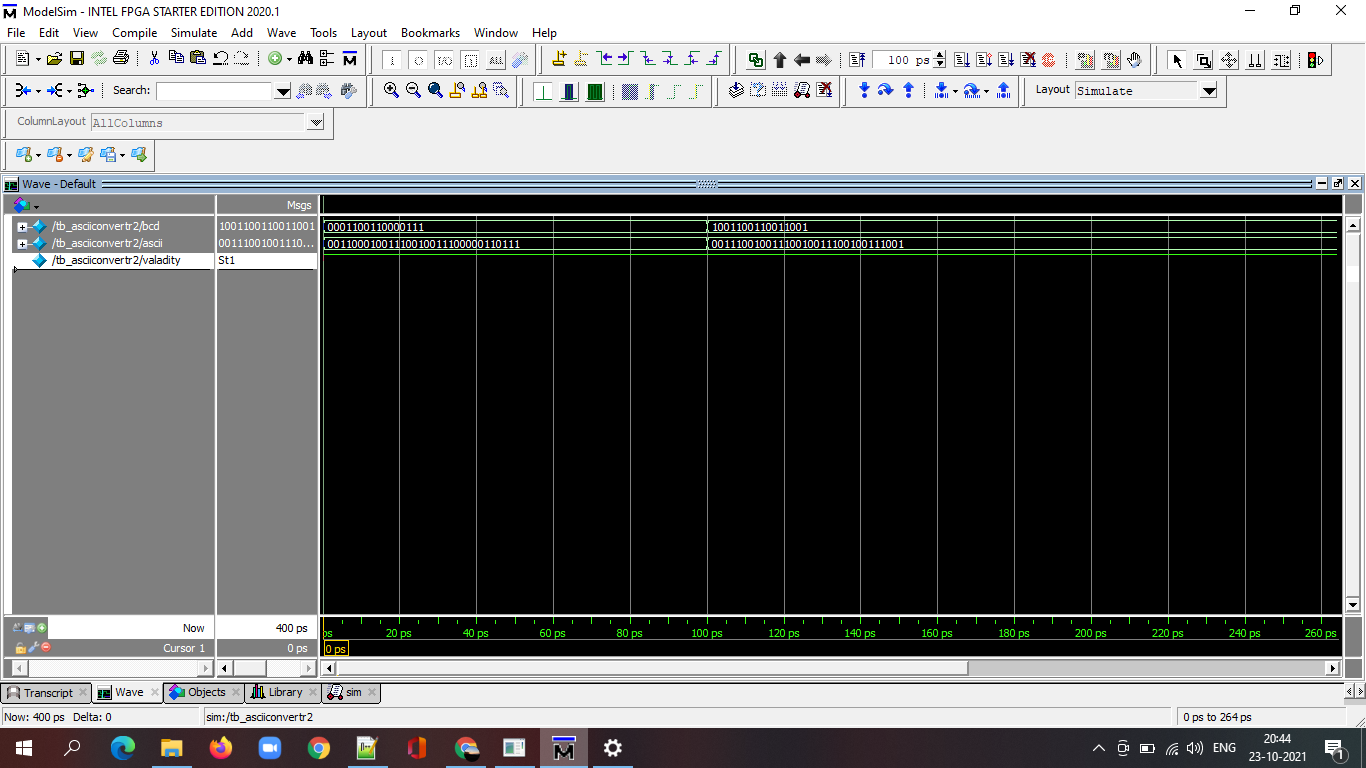 ModelSim - INTEL FPGA STARTER EDITION 2020.1
File Edit View Compile Simulate Add Wave Tools Layout Bookmarks Window Help
100 ps
Search:
Layout Simulate
ColumnLayout AllColumns
Wave - Default
Msgs
/tb_asciiconvertr2/bcd 1001100110011001 0001100110000111 1001100110011001
/tb_asciiconvertr2/ascii 00111001001110... 00110001001110010011100000110111 00111001001110010011100100111001
/tb_asciiconvertr2/valadity St1
Now 400 ps ps 20 ps 40 ps 60 ps 80 ps 100 ps 120 ps 140 ps 160 ps 180 ps 200 ps 220 ps 240 ps 260 ps
Cursor 1 0 ps 0 ps
Transcript Wave Objects Library sim
Now: 400 ps Delta: 0 sim:/tb_asciiconvertr2 0 ps to 264 ps
ENG 20:44
23-10-2021 1